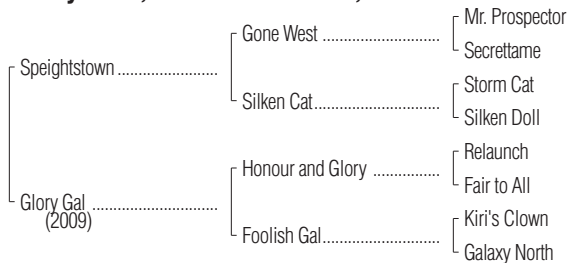 Mr. Prospector
Gone West
Secrettame
Speightstown
Storm Cat
Silken Cat
Silken Doll
Relaunch
Honour and Glory
Fair to All
Glory Gal
(2009)
Kiri's Clown
Foolish Gal
Galaxy North